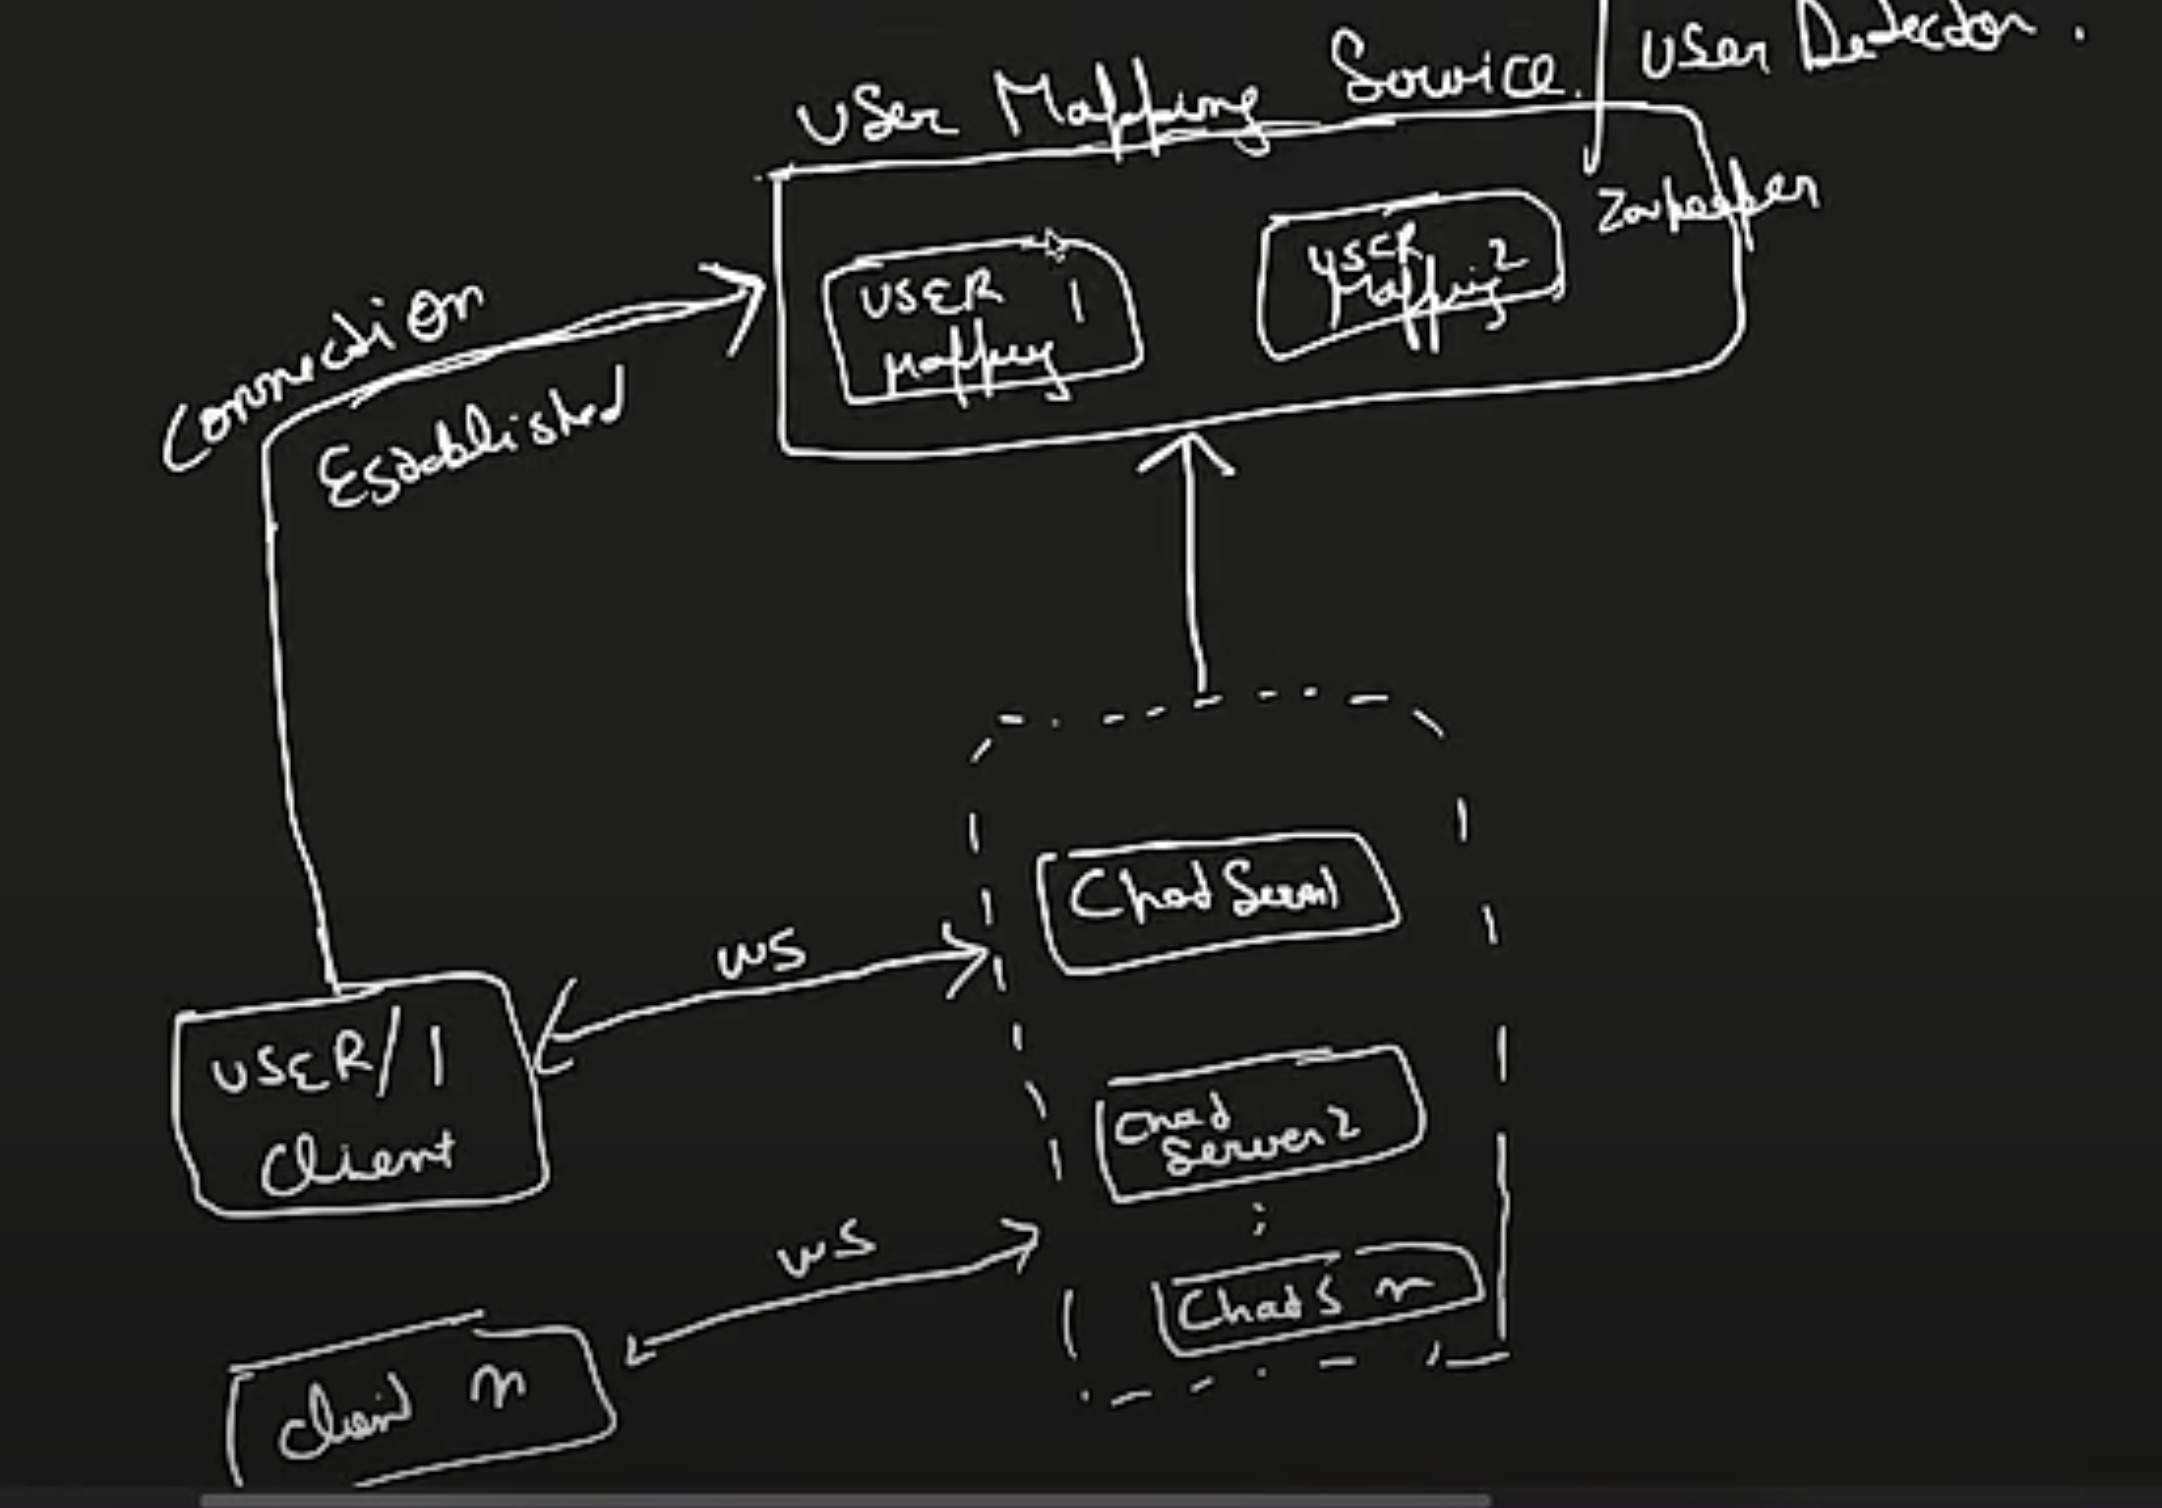 User Detector.
User Mapping Service.
Zookeeper
USER 1
Mapping
USER 2
Mapping
Connection
Established
Chat Server1
WS
USER/1
Client
Chat
Server2
WS
ChatS n
Client n